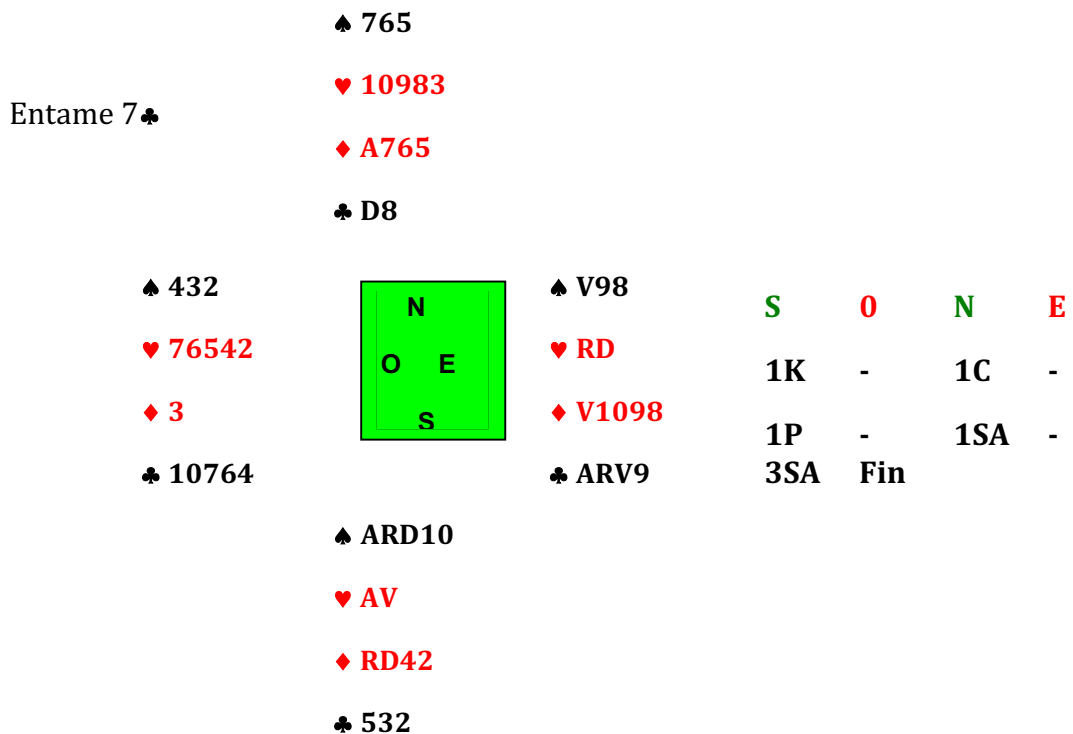 ♠ 765
♥ 10983
Entame 7♣
♦ A765
♣ D8
♠ 432
♥ 76542
♦ 3
♣ 10764
N
O E
S
♠ V98
♥ RD
♦ V1098
♣ ARV9
S 0 N E
1K - 1C -
1P - 1SA -
3SA Fin
♠ ARD10
♥ AV
♦ RD42
♣ 532